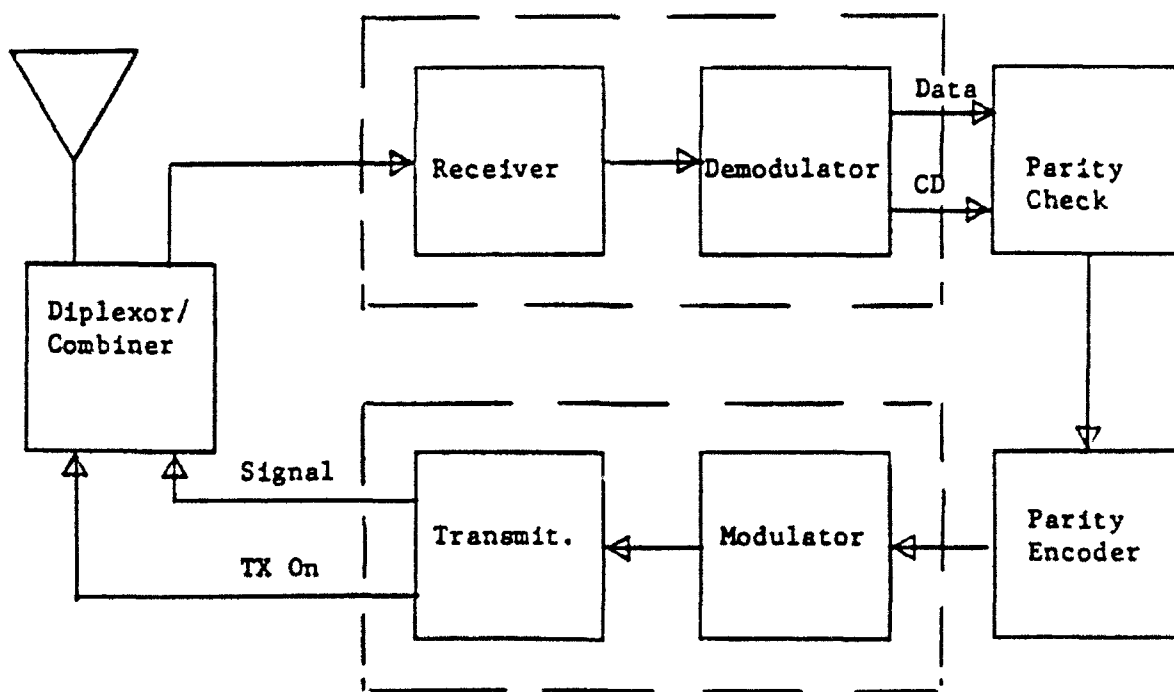 Data
Receiver
Demodulator
CD
Parity
Check
Diplexor/
Combiner
Signal
Transmit.
Modulator
Parity
Encoder
TX On